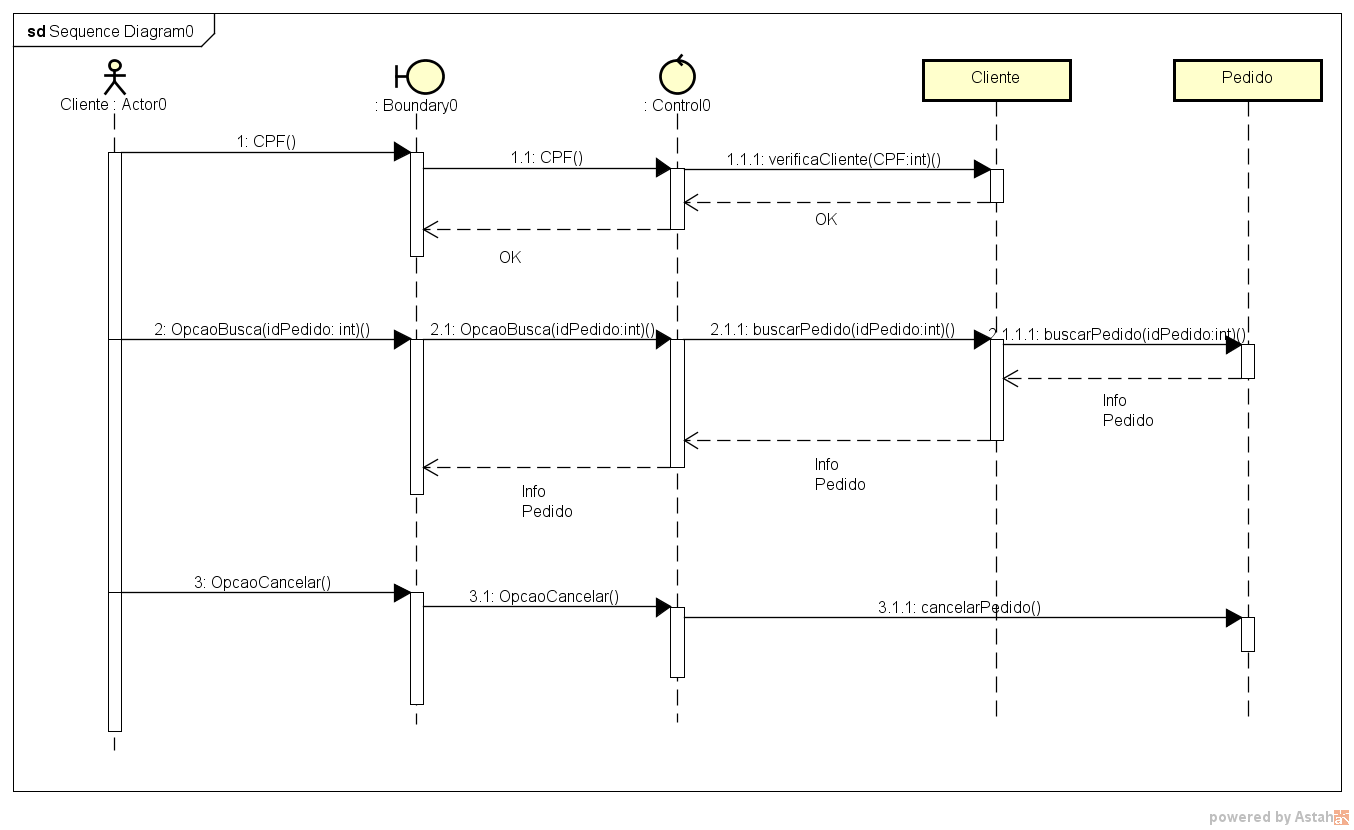 sd Sequence Diagram0
Cliente : Actor0
: Boundary0
: Control0
Cliente
Pedido
1: CPF()
1.1: CPF()
1.1.1: verificaCliente(CPF:int)()
OK
OK
2: OpcaoBusca(idPedido: int)()
2.1: OpcaoBusca(idPedido:int)()
2.1.1: buscarPedido(idPedido:int)()
2.1.1.1: buscarPedido(idPedido:int)()
Info
Pedido
Info
Pedido
Info
Pedido
3: OpcaoCancelar()
3.1: OpcaoCancelar()
3.1.1: cancelarPedido()
powered by Astah